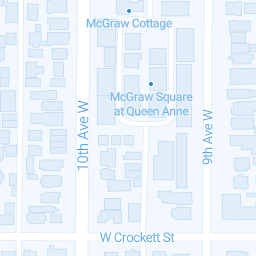 McGraw Cottage
McGraw Square
at Queen Anne
10th Ave W
9th Ave W
W Crockett St